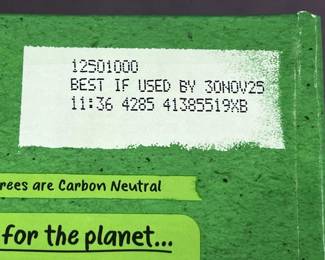 12501000
BEST IF USED BY 30NOV25
11:36 4285 41385519XB
rees are Carbon Neutral
for the planet...